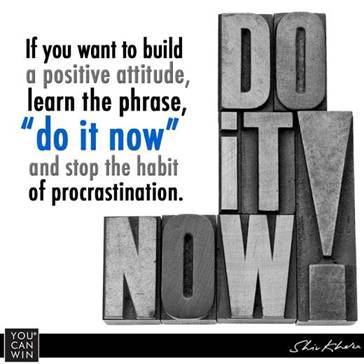 If you want to build
a positive attitude,
learn the phrase,
“do it now”
and stop the habit
of procrastination.
DO
iT
NOW!
YOU
CAN
WIN
Shiv Khera